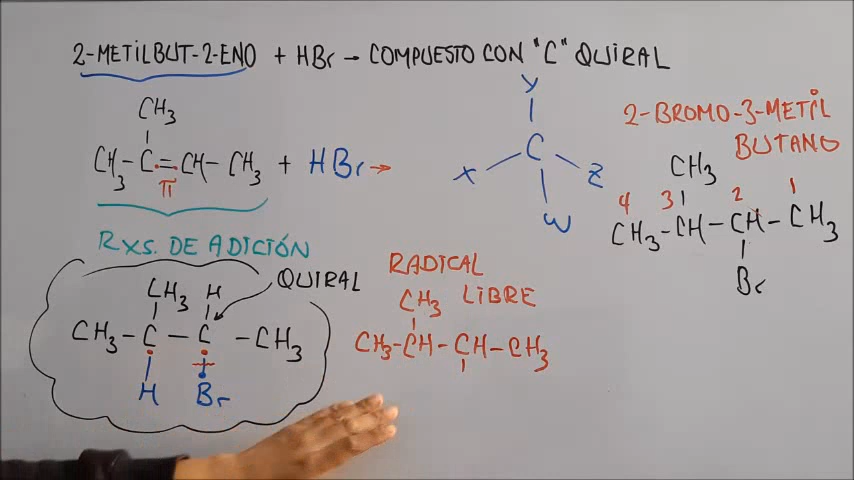 2-METILBUT-2-ENO + HBr → COMPUESTO CON "C" QUIRAL
CH3
CH3-C=CH-CH3 + HBr →
π
RXS. DE ADICIÓN
Y
C
X
Z
W
2-BROMO-3-METIL
BUTANO
CH3
4 3 2 1
CH3-CH-CH-CH3
Br
QUIRAL
CH3 H
CH3-C-C-CH3
H Br
RADICAL
LIBRE
CH3
CH3-CH-CH-CH3